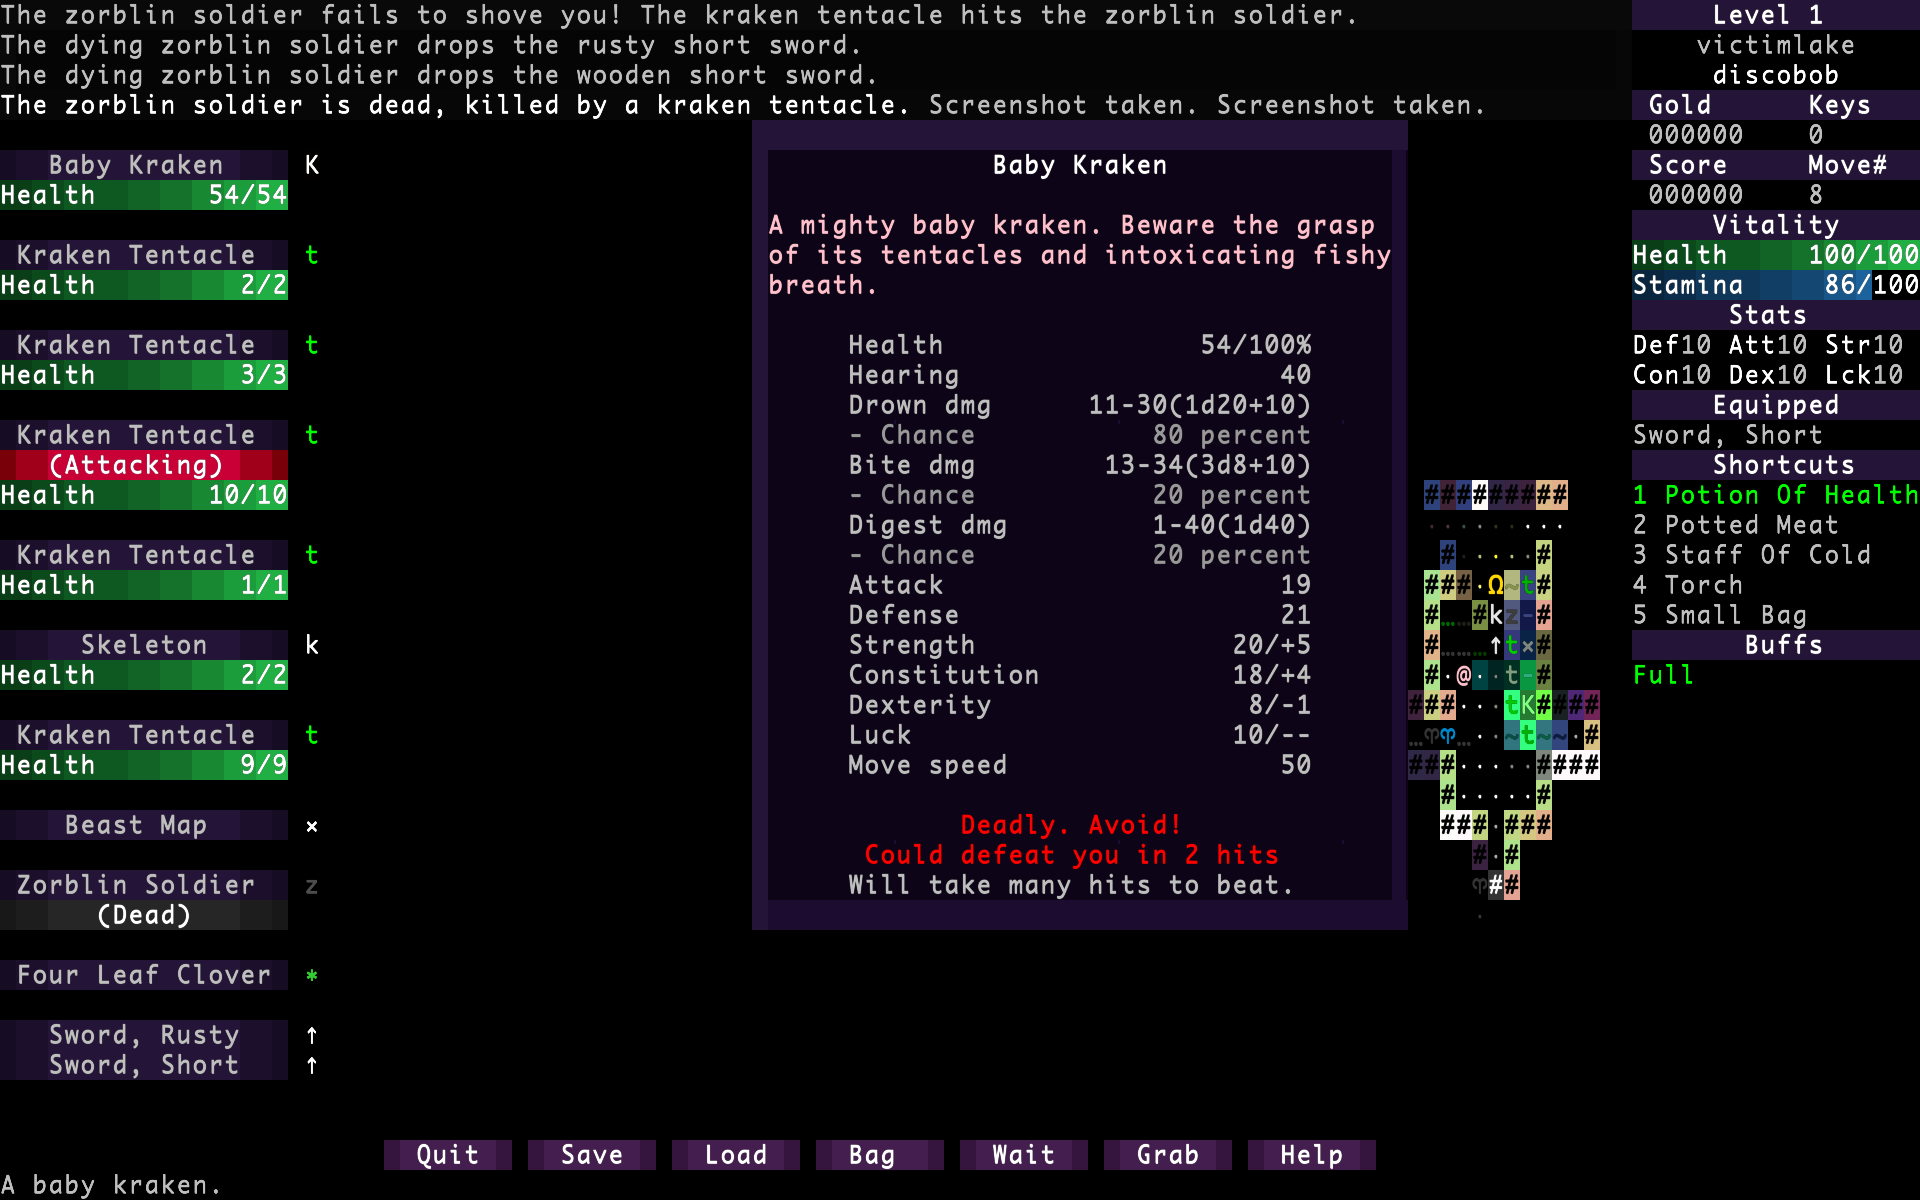 The zorblin soldier fails to shove you! The kraken tentacle hits the zorblin soldier.
The dying zorblin soldier drops the rusty short sword.
The dying zorblin soldier drops the wooden short sword.
The zorblin soldier is dead, killed by a kraken tentacle. Screenshot taken. Screenshot taken.
Baby Kraken K
Health 54/54
Kraken Tentacle t
Health 2/2
Kraken Tentacle t
Health 3/3
Kraken Tentacle t
(Attacking)
Health 10/10
Kraken Tentacle t
Health 1/1
Skeleton k
Health 2/2
Kraken Tentacle t
Health 9/9
Beast Map ×
Zorblin Soldier z
(Dead)
Four Leaf Clover *
Sword, Rusty ↑
Sword, Short ↑
Baby Kraken
A mighty baby kraken. Beware the grasp
of its tentacles and intoxicating fishy
breath.
Health 54/100%
Hearing 40
Drown dmg 11-30(1d20+10)
- Chance 80 percent
Bite dmg 13-34(3d8+10)
- Chance 20 percent
Digest dmg 1-40(1d40)
- Chance 20 percent
Attack 19
Defense 21
Strength 20/+5
Constitution 18/+4
Dexterity 8/-1
Luck 10/--
Move speed 50
Deadly. Avoid!
Could defeat you in 2 hits
Will take many hits to beat.
Level 1
victimlake
discobob
Gold Keys
000000 0
Score Move#
000000 8
Vitality
Health 100/100
Stamina 86/100
Stats
Def10 Att10 Str10
Con10 Dex10 Lck10
Equipped
Sword, Short
Shortcuts
1 Potion Of Health
2 Potted Meat
3 Staff Of Cold
4 Torch
5 Small Bag
Buffs
Full
Quit Save Load Bag Wait Grab Help
A baby kraken.